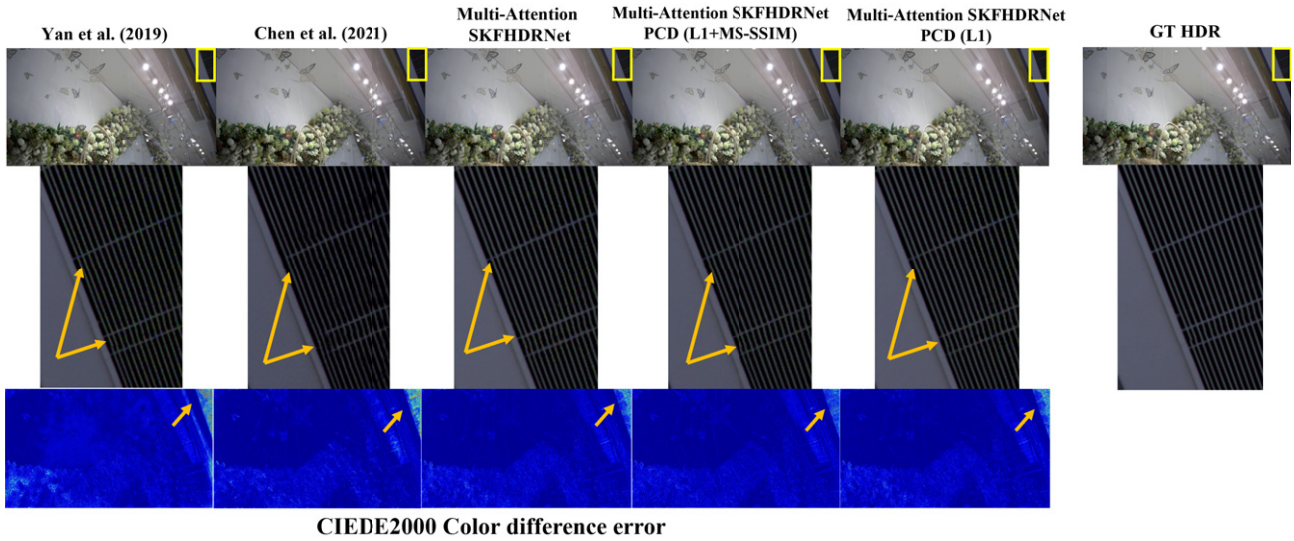 Yan et al. (2019)
Chen et al. (2021)
Multi-Attention
SKFHDRNet
Multi-Attention SKFHDRNet
PCD (L1+MS-SSIM)
Multi-Attention SKFHDRNet
PCD (L1)
GT HDR
CIEDE2000 Color difference error